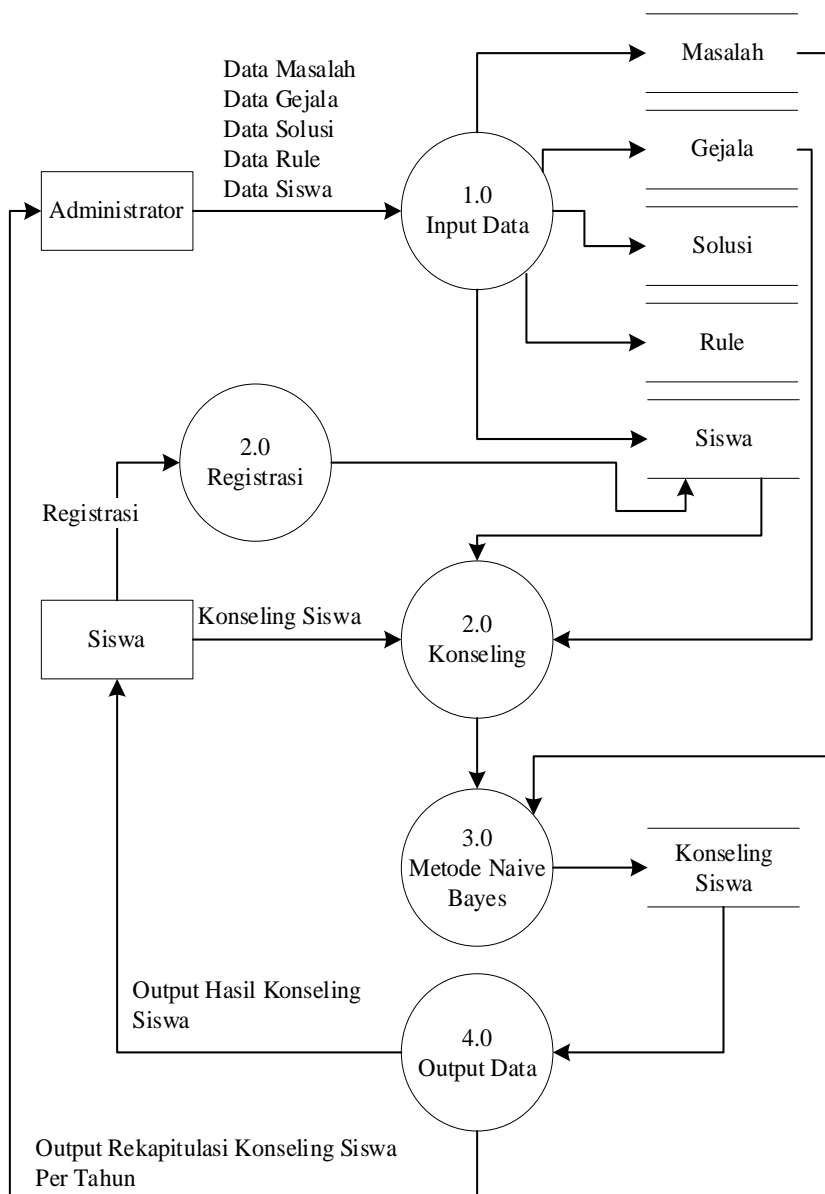 Masalah
Data Masalah
Data Gejala
Data Solusi
Data Rule
Data Siswa
Gejala
Administrator
1.0
Input Data
Solusi
Rule
Siswa
2.0
Registrasi
Registrasi
Siswa
Konseling Siswa
2.0
Konseling
3.0
Metode Naive
Bayes
Konseling
Siswa
Output Hasil Konseling
Siswa
4.0
Output Data
Output Rekapitulasi Konseling Siswa
Per Tahun